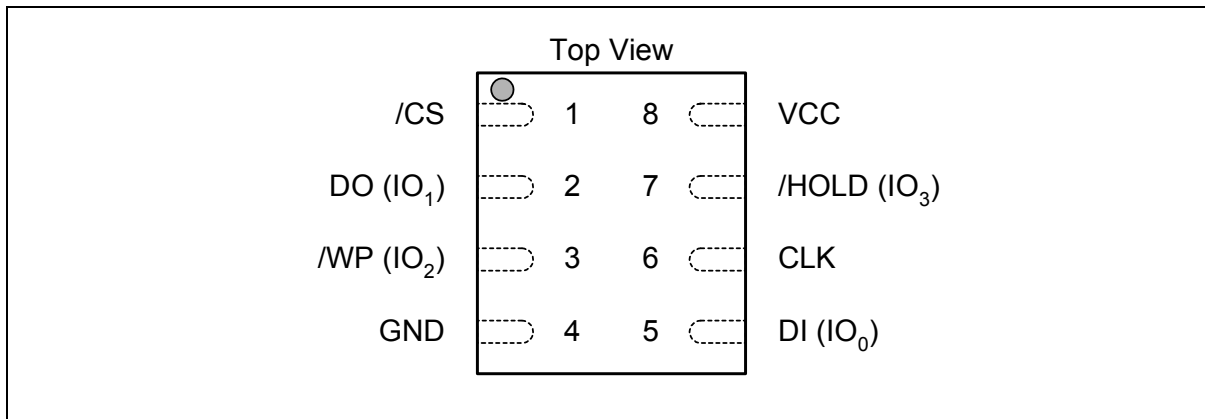 Top View
/CS 1 8 VCC
DO (IO₁) 2 7 /HOLD (IO₃)
/WP (IO₂) 3 6 CLK
GND 4 5 DI (IO₀)